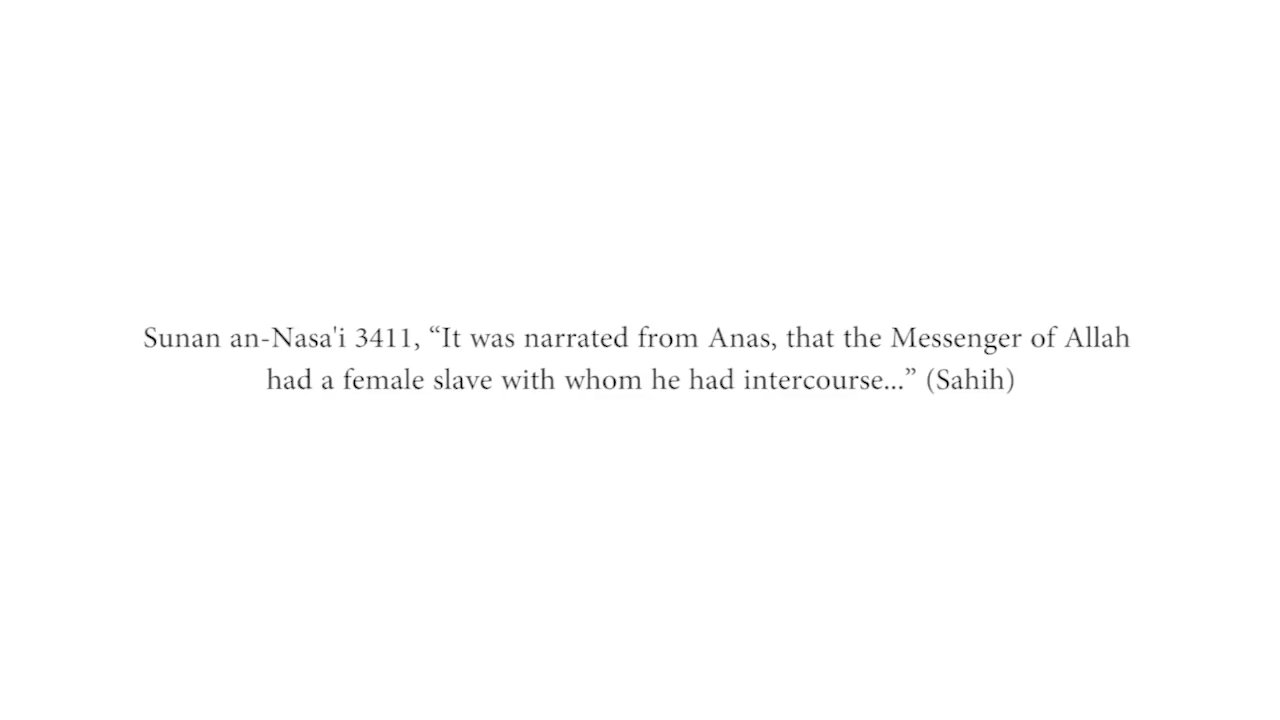 Sunan an-Nasa'i 3411, “It was narrated from Anas, that the Messenger of Allah
had a female slave with whom he had intercourse...” (Sahih)